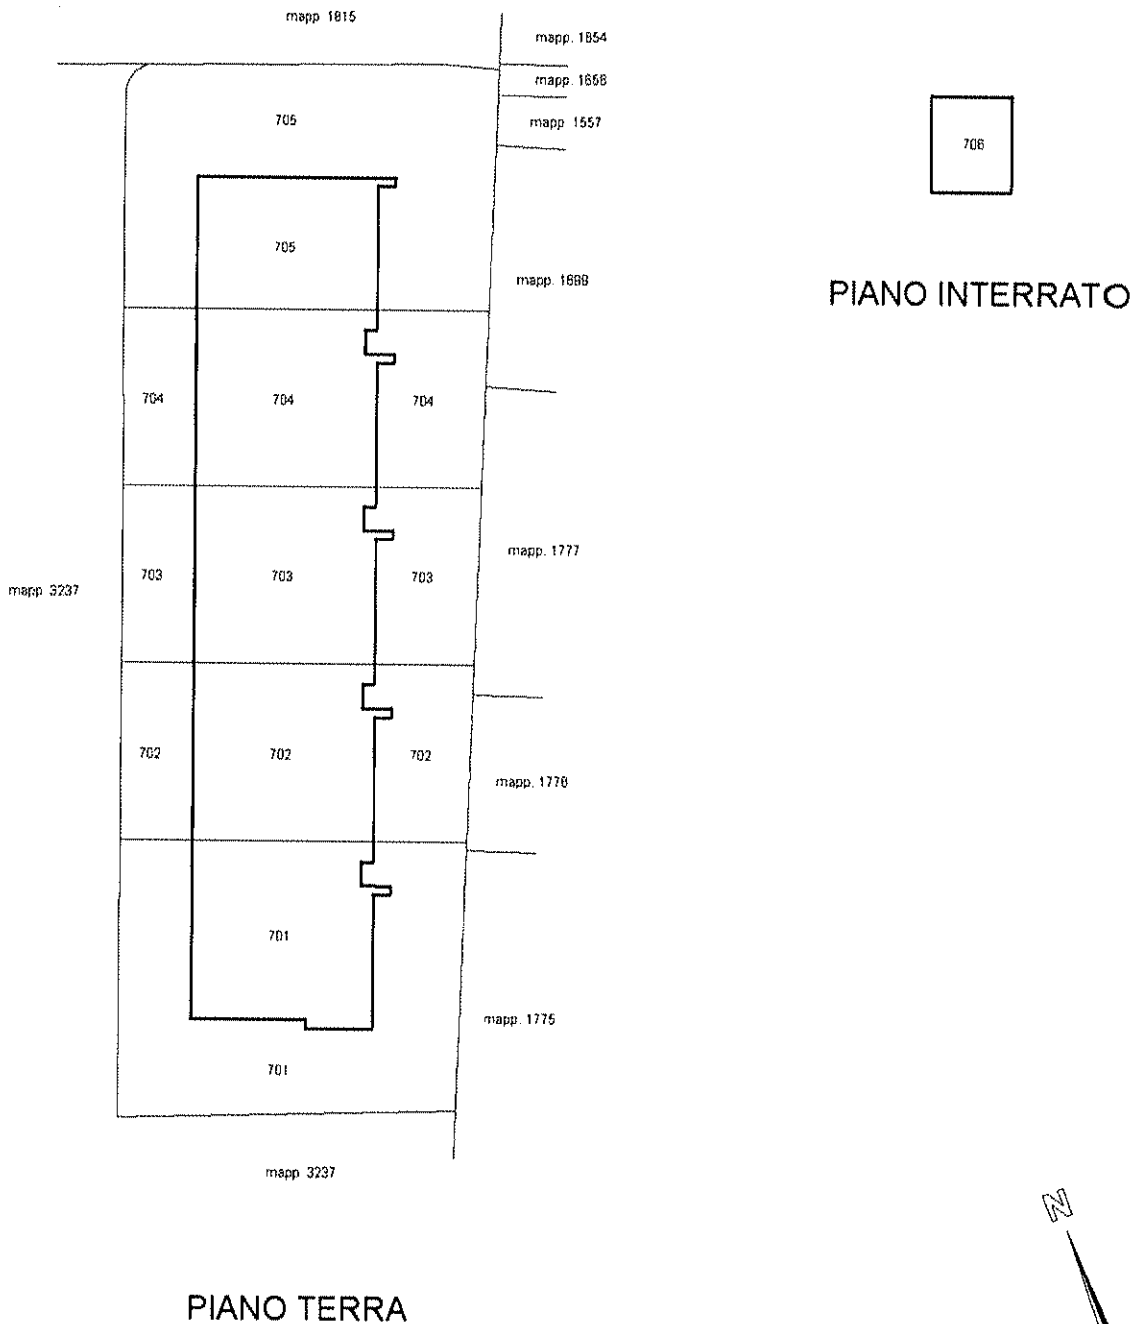 mapp 1815
mapp. 1854
mapp. 1658
mapp 1557
705
706
705
mapp. 1699
PIANO INTERRATO
704
704
704
mapp. 1777
703
703
703
mapp 3237
702
702
702
mapp. 1776
701
mapp. 1775
701
mapp 3237
N
PIANO TERRA